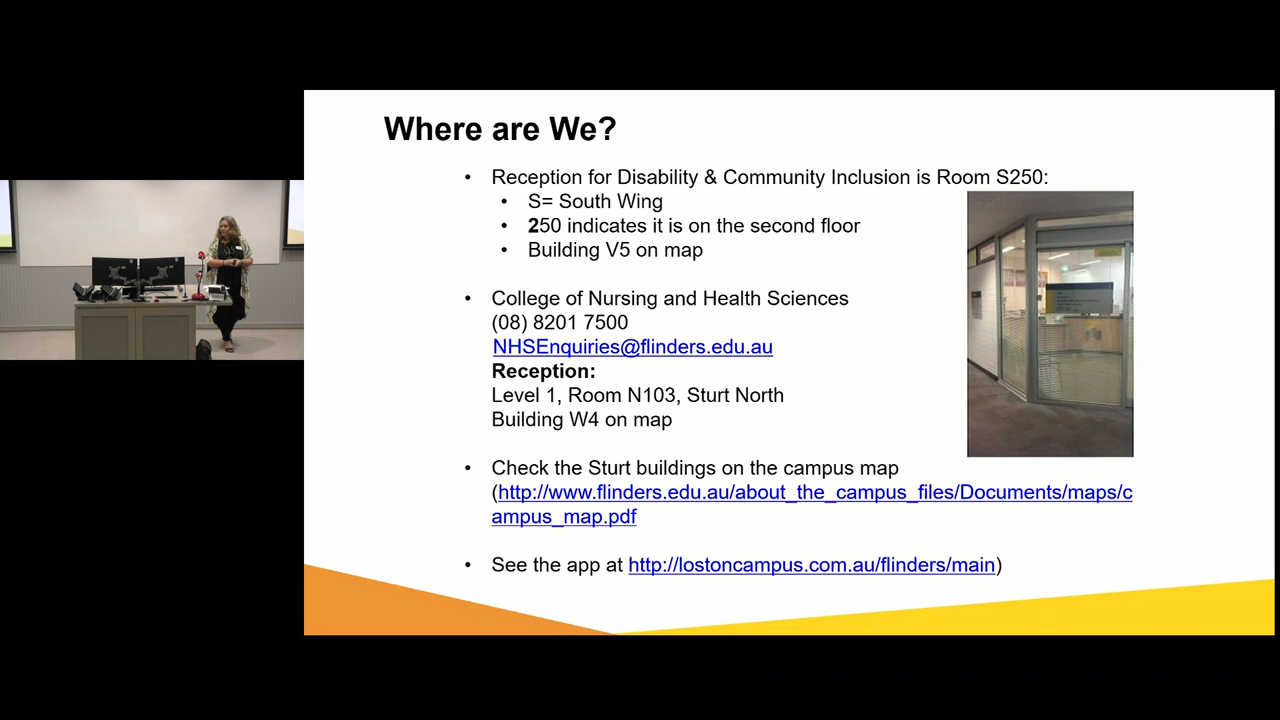 Where are We?
• Reception for Disability & Community Inclusion is Room S250:
• S= South Wing
• 250 indicates it is on the second floor
• Building V5 on map
• College of Nursing and Health Sciences
(08) 8201 7500
NHSEnquiries@flinders.edu.au
Reception:
Level 1, Room N103, Sturt North
Building W4 on map
• Check the Sturt buildings on the campus map
(http://www.flinders.edu.au/about_the_campus_files/Documents/maps/c
ampus_map.pdf
• See the app at http://lostoncampus.com.au/flinders/main)